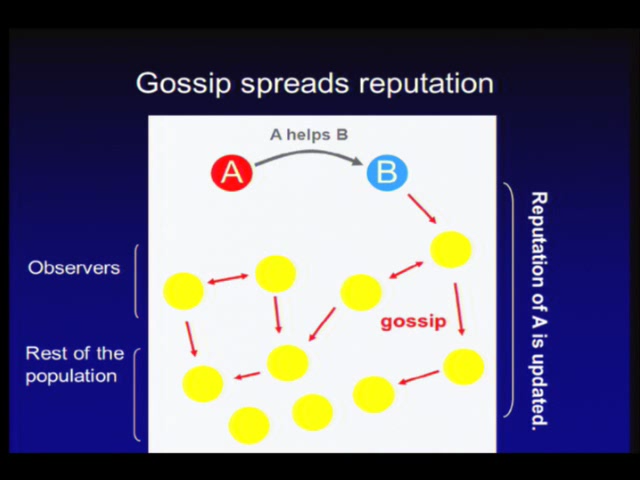 Gossip spreads reputation
A helps B
A
B
Observers
gossip
Rest of the
population
Reputation of A is updated.